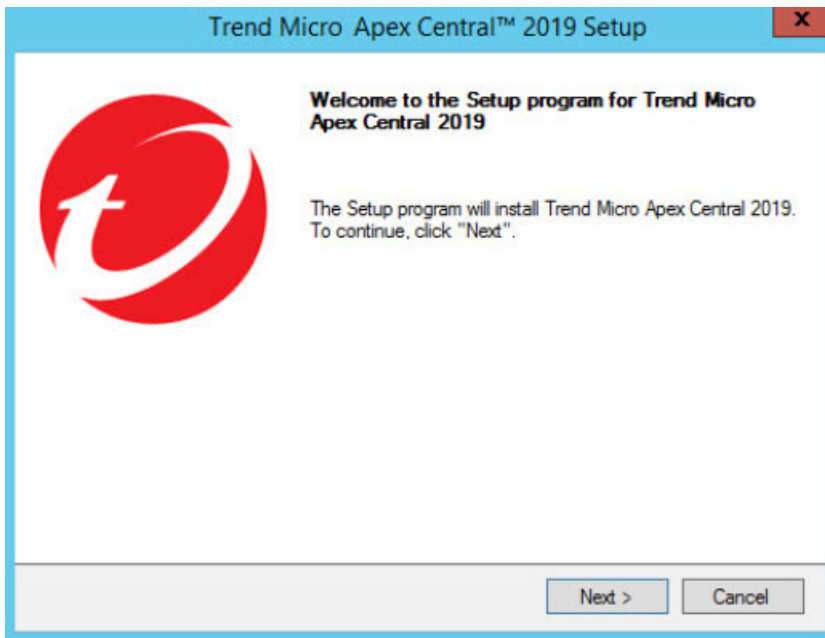 Trend Micro Apex Central™ 2019 Setup
x
Welcome to the Setup program for Trend Micro
Apex Central 2019
The Setup program will install Trend Micro Apex Central 2019.
To continue, click "Next".
Next >
Cancel